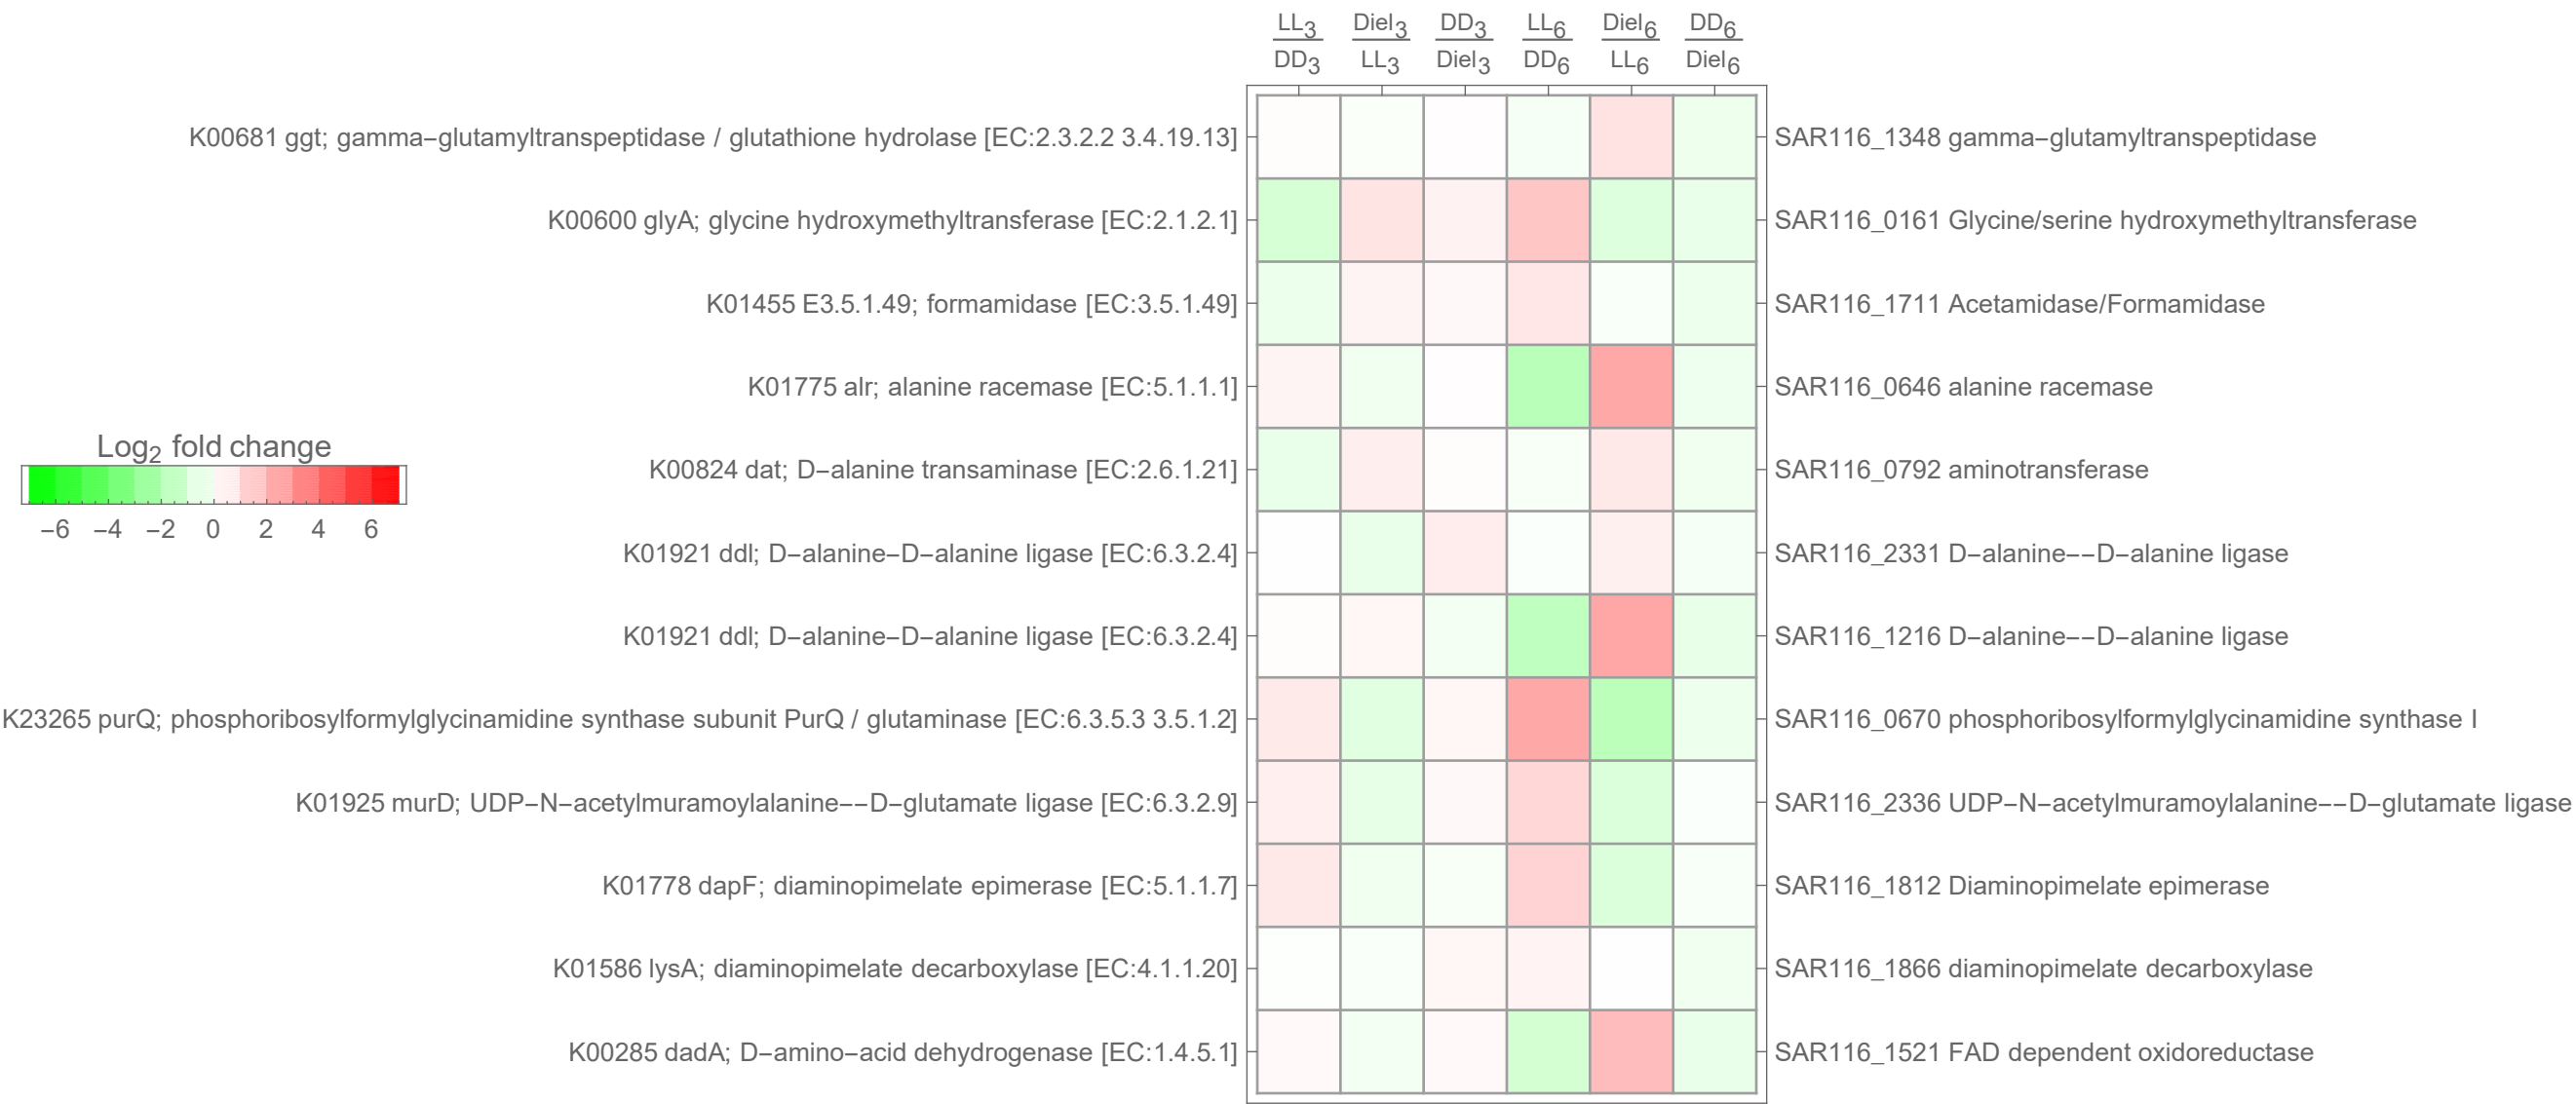 LL3 Diel3 DD3 LL6 Diel6 DD6
DD3 LL3 Diel3 DD6 LL6 Diel6
K00681 ggt; gamma−glutamyltranspeptidase / glutathione hydrolase [EC:2.3.2.2 3.4.19.13] SAR116_1348 gamma−glutamyltranspeptidase
K00600 glyA; glycine hydroxymethyltransferase [EC:2.1.2.1] SAR116_0161 Glycine/serine hydroxymethyltransferase
K01455 E3.5.1.49; formamidase [EC:3.5.1.49] SAR116_1711 Acetamidase/Formamidase
K01775 alr; alanine racemase [EC:5.1.1.1] SAR116_0646 alanine racemase
Log2 fold change
−6 −4 −2 0 2 4 6
K00824 dat; D−alanine transaminase [EC:2.6.1.21] SAR116_0792 aminotransferase
K01921 ddl; D−alanine−D−alanine ligase [EC:6.3.2.4] SAR116_2331 D−alanine−−D−alanine ligase
K01921 ddl; D−alanine−D−alanine ligase [EC:6.3.2.4] SAR116_1216 D−alanine−−D−alanine ligase
K23265 purQ; phosphoribosylformylglycinamidine synthase subunit PurQ / glutaminase [EC:6.3.5.3 3.5.1.2] SAR116_0670 phosphoribosylformylglycinamidine synthase I
K01925 murD; UDP−N−acetylmuramoylalanine−−D−glutamate ligase [EC:6.3.2.9] SAR116_2336 UDP−N−acetylmuramoylalanine−−D−glutamate ligase
K01778 dapF; diaminopimelate epimerase [EC:5.1.1.7] SAR116_1812 Diaminopimelate epimerase
K01586 lysA; diaminopimelate decarboxylase [EC:4.1.1.20] SAR116_1866 diaminopimelate decarboxylase
K00285 dadA; D−amino−acid dehydrogenase [EC:1.4.5.1] SAR116_1521 FAD dependent oxidoreductase